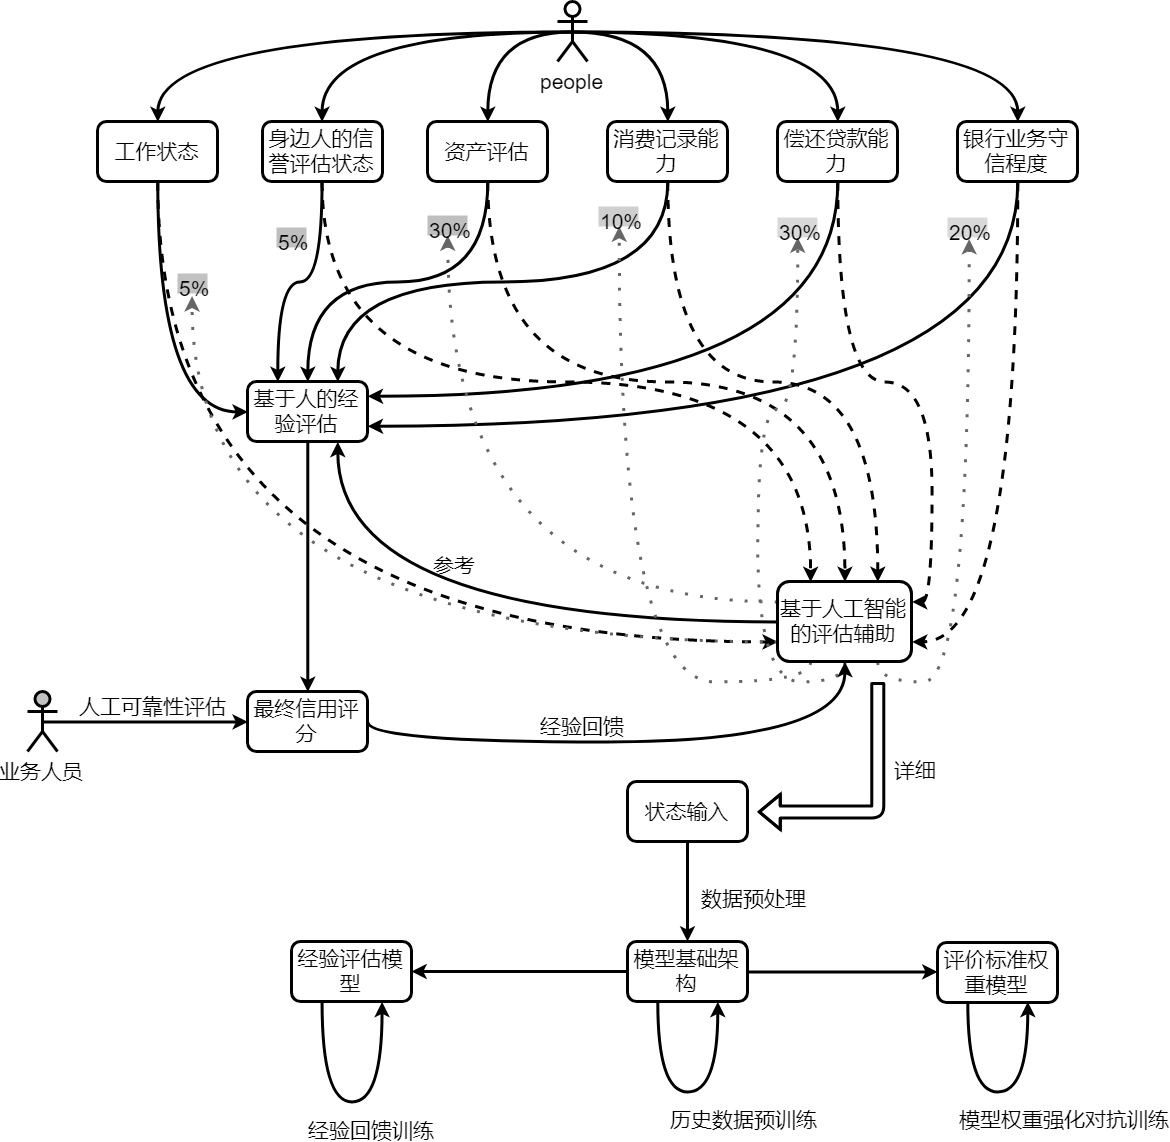 people
工作状态
身边人的信
誉评估状态
资产评估
消费记录能
力
偿还贷款能
力
银行业务守
信程度
5%
5%
30%
10%
30%
20%
基于人的经
验评估
参考
基于人工智能
的评估辅助
人工可靠性评估
业务人员
最终信用评
分
经验回馈
详细
状态输入
数据预处理
经验评估模
型
模型基础架
构
评价标准权
重模型
经验回馈训练
历史数据预训练
模型权重强化对抗训练